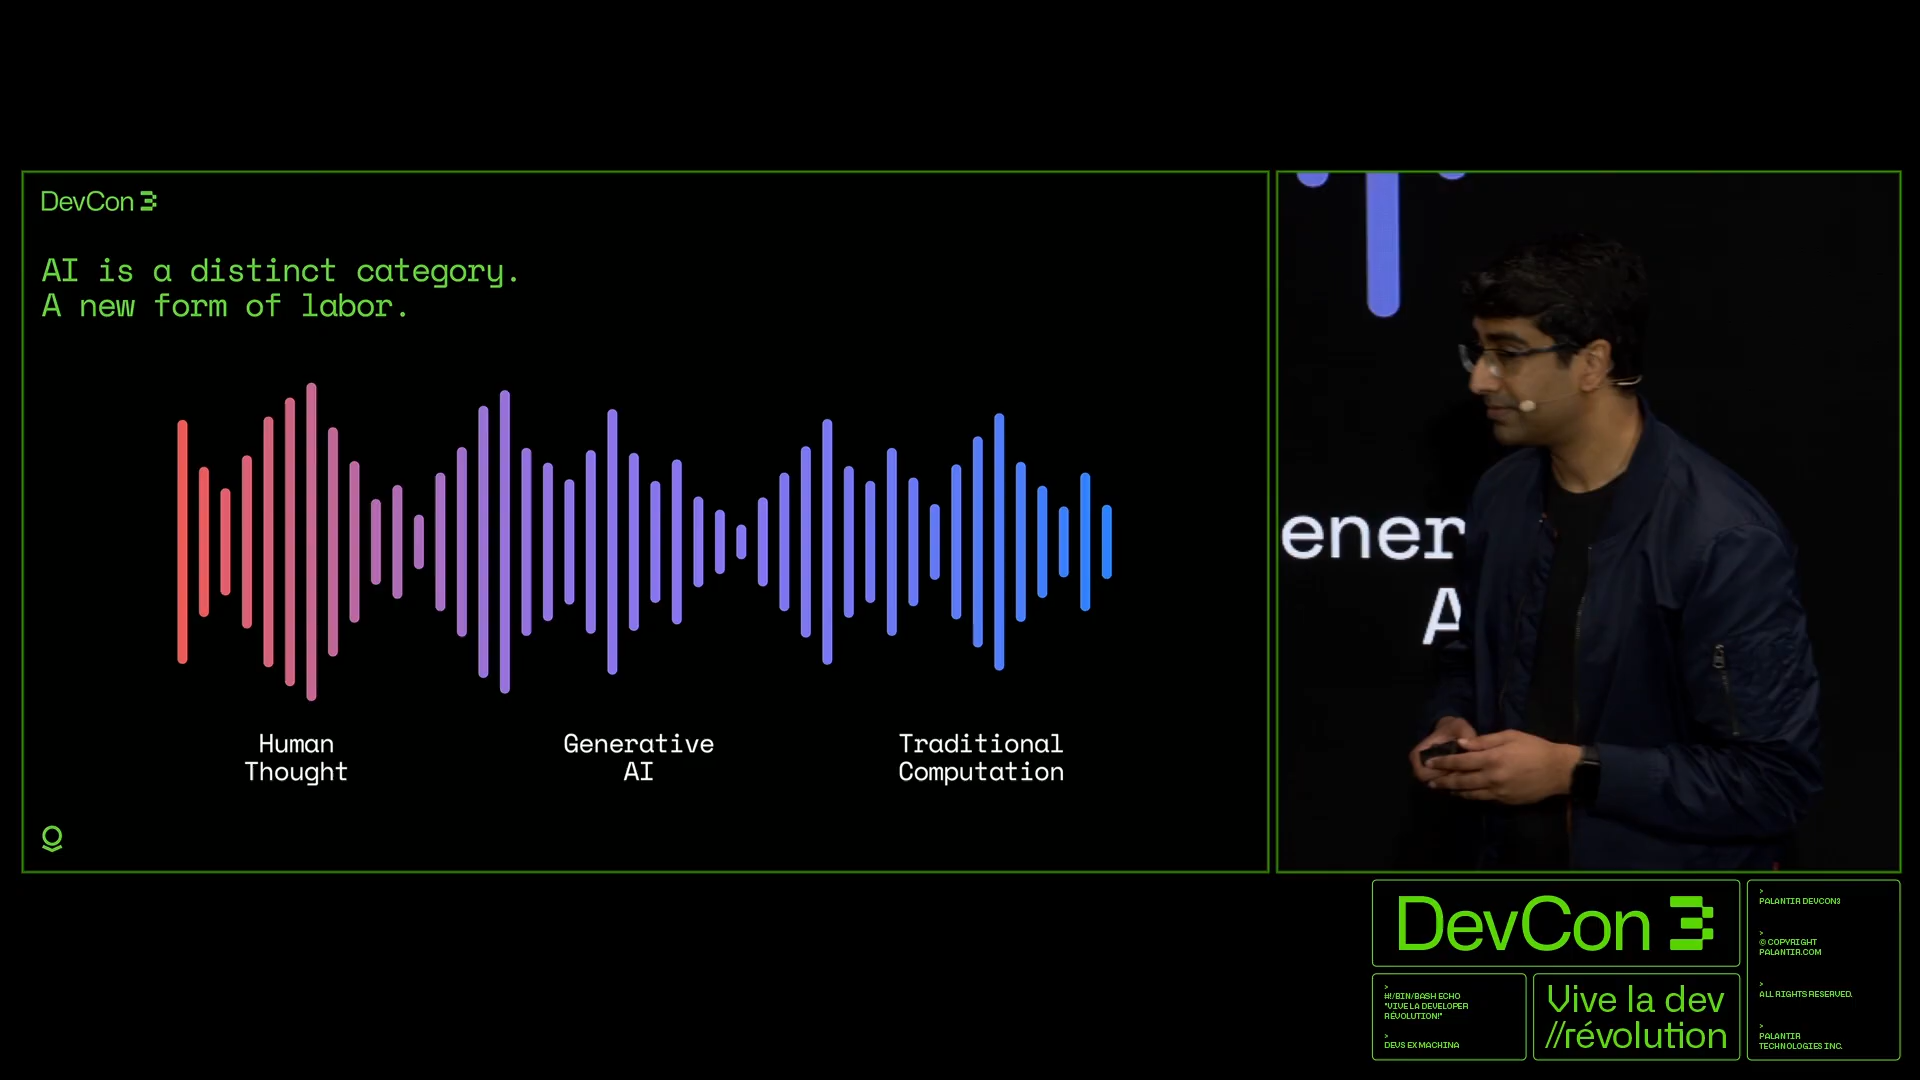 DevCon 3
AI is a distinct category.
A new form of labor.
Human
Thought
Generative
AI
Traditional
Computation
ener
A
DevCon 3
>
#!/BIN/BASH ECHO
"VIVE LA DEVELOPER
RÉVOLUTION!"
>
DEVS EX MACHINA
Vive la dev
//révolution
>
PALANTIR DEVCON3
>
© COPYRIGHT
PALANTIR.COM
>
ALL RIGHTS RESERVED.
>
PALANTIR
TECHNOLOGIES INC.